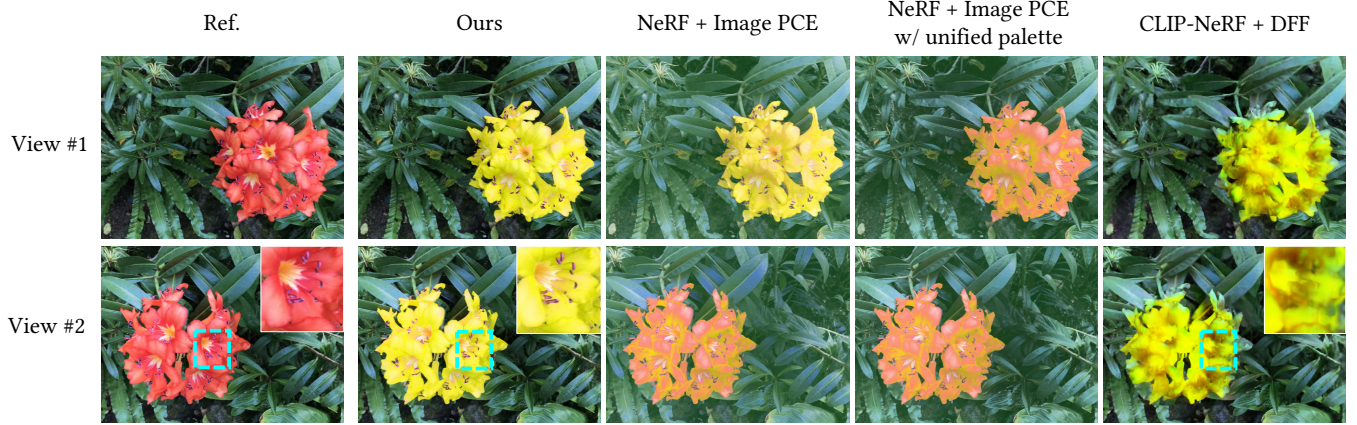 Ref.
Ours
NeRF + Image PCE
NeRF + Image PCE
w/ unified palette
CLIP-NeRF + DFF
View #1
View #2